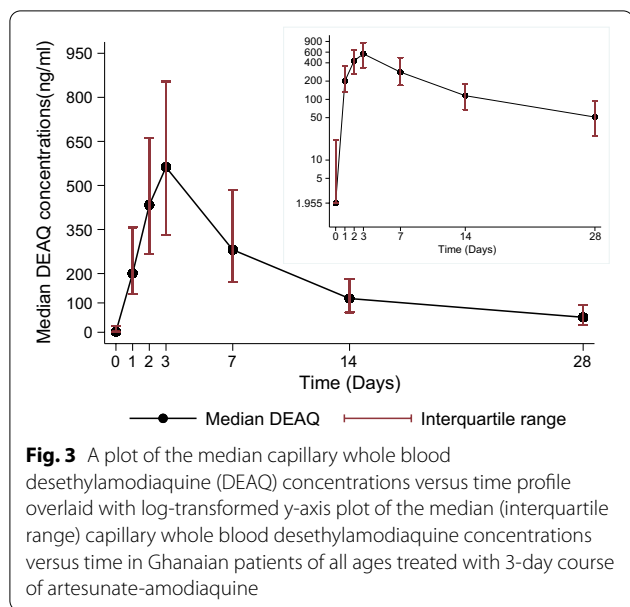 950
800
650
500
350
200
100
0
Median DEAQ concentrations(ng/ml)
0 1 2 3 7 14 28
Time (Days)
900
600
400
200
100
50
10
5
1.955
0 1 2 3 7 14 28
Time (Days)
Median DEAQ Interquartile range
Fig. 3 A plot of the median capillary whole blood
desethylamodiaquine (DEAQ) concentrations versus time profile
overlaid with log-transformed y-axis plot of the median (interquartile
range) capillary whole blood desethylamodiaquine concentrations
versus time in Ghanaian patients of all ages treated with 3-day course
of artesunate-amodiaquine